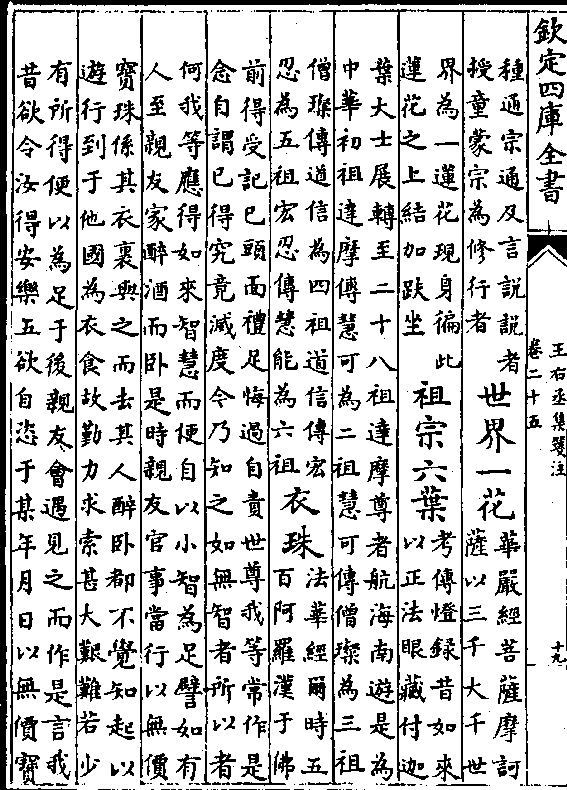 欽定四庫全書
王右丞集箋注
卷二十五
十九
種通宗通及言說說者
授童蒙宗為修行者
世界一花
華嚴經菩薩摩訶
薩以三千大千世
界為一蓮花現身徧此
蓮花之上結加趺坐
祖宗六葉
考傳燈録昔如來
以正法眼藏付迦
葉大士展轉至二十八祖達摩尊者航海南遊是為
中華初祖達摩傳慧可為二祖慧可傳僧璨為三祖
僧璨傳道信為四祖道信傳宏
忍為五祖宏忍傳慧能為六祖
衣珠
法華經爾時五
百阿羅漢于佛
前得受記已頭面禮足悔過自責世尊我等常作是
念自謂已得究竟滅度今乃知之如無智者所以者
何我等應得如來智慧而便自以小智為足譬如有
人至親友家醉酒而卧是時親友官事當行以無價
寳珠係其衣裏與之而去其人醉卧都不覺知起以
遊行到于他國為衣食故勤力求索甚大艱難若少
有所得便以為足于後親友會遇見之而作是言我
昔欲令汝得安樂五欲自恣于某年月日以無價寳